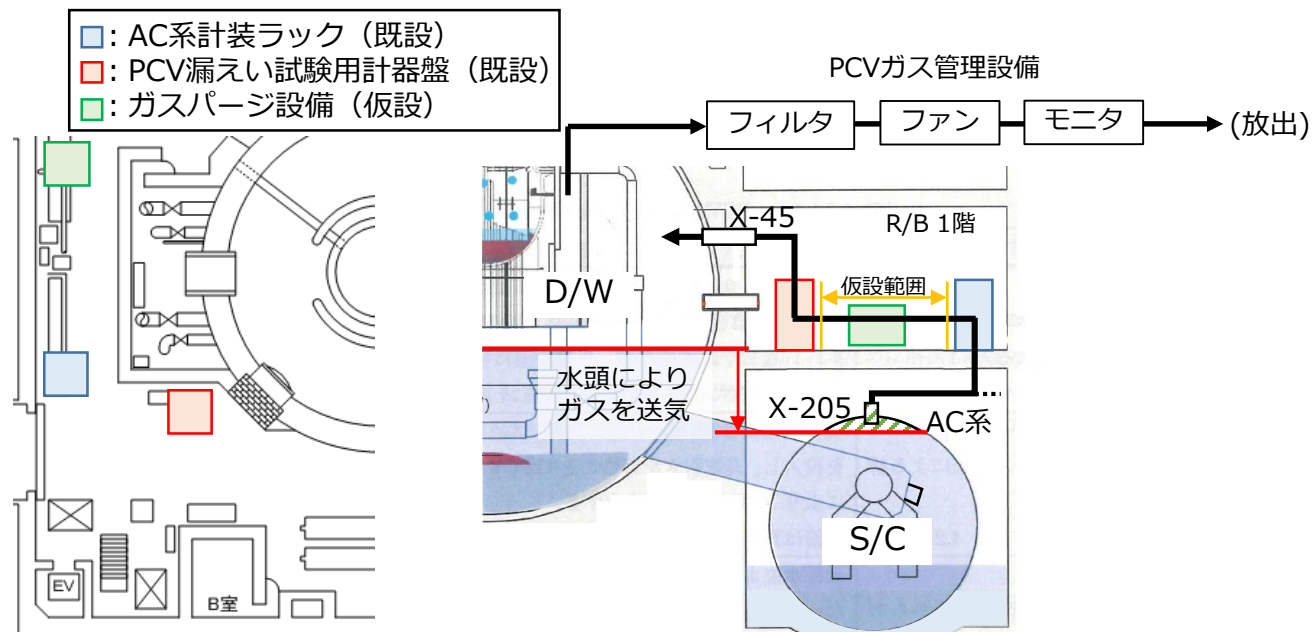 : AC系計装ラック（既設）
: PCV漏えい試験用計器盤（既設）
: ガスパージ設備（仮設）
PCVガス管理設備
フィルタ
ファン
モニタ
(放出)
X-45
R/B 1階
D/W
仮設範囲
水頭により
ガスを送気
X-205
AC系
S/C
EV
B室